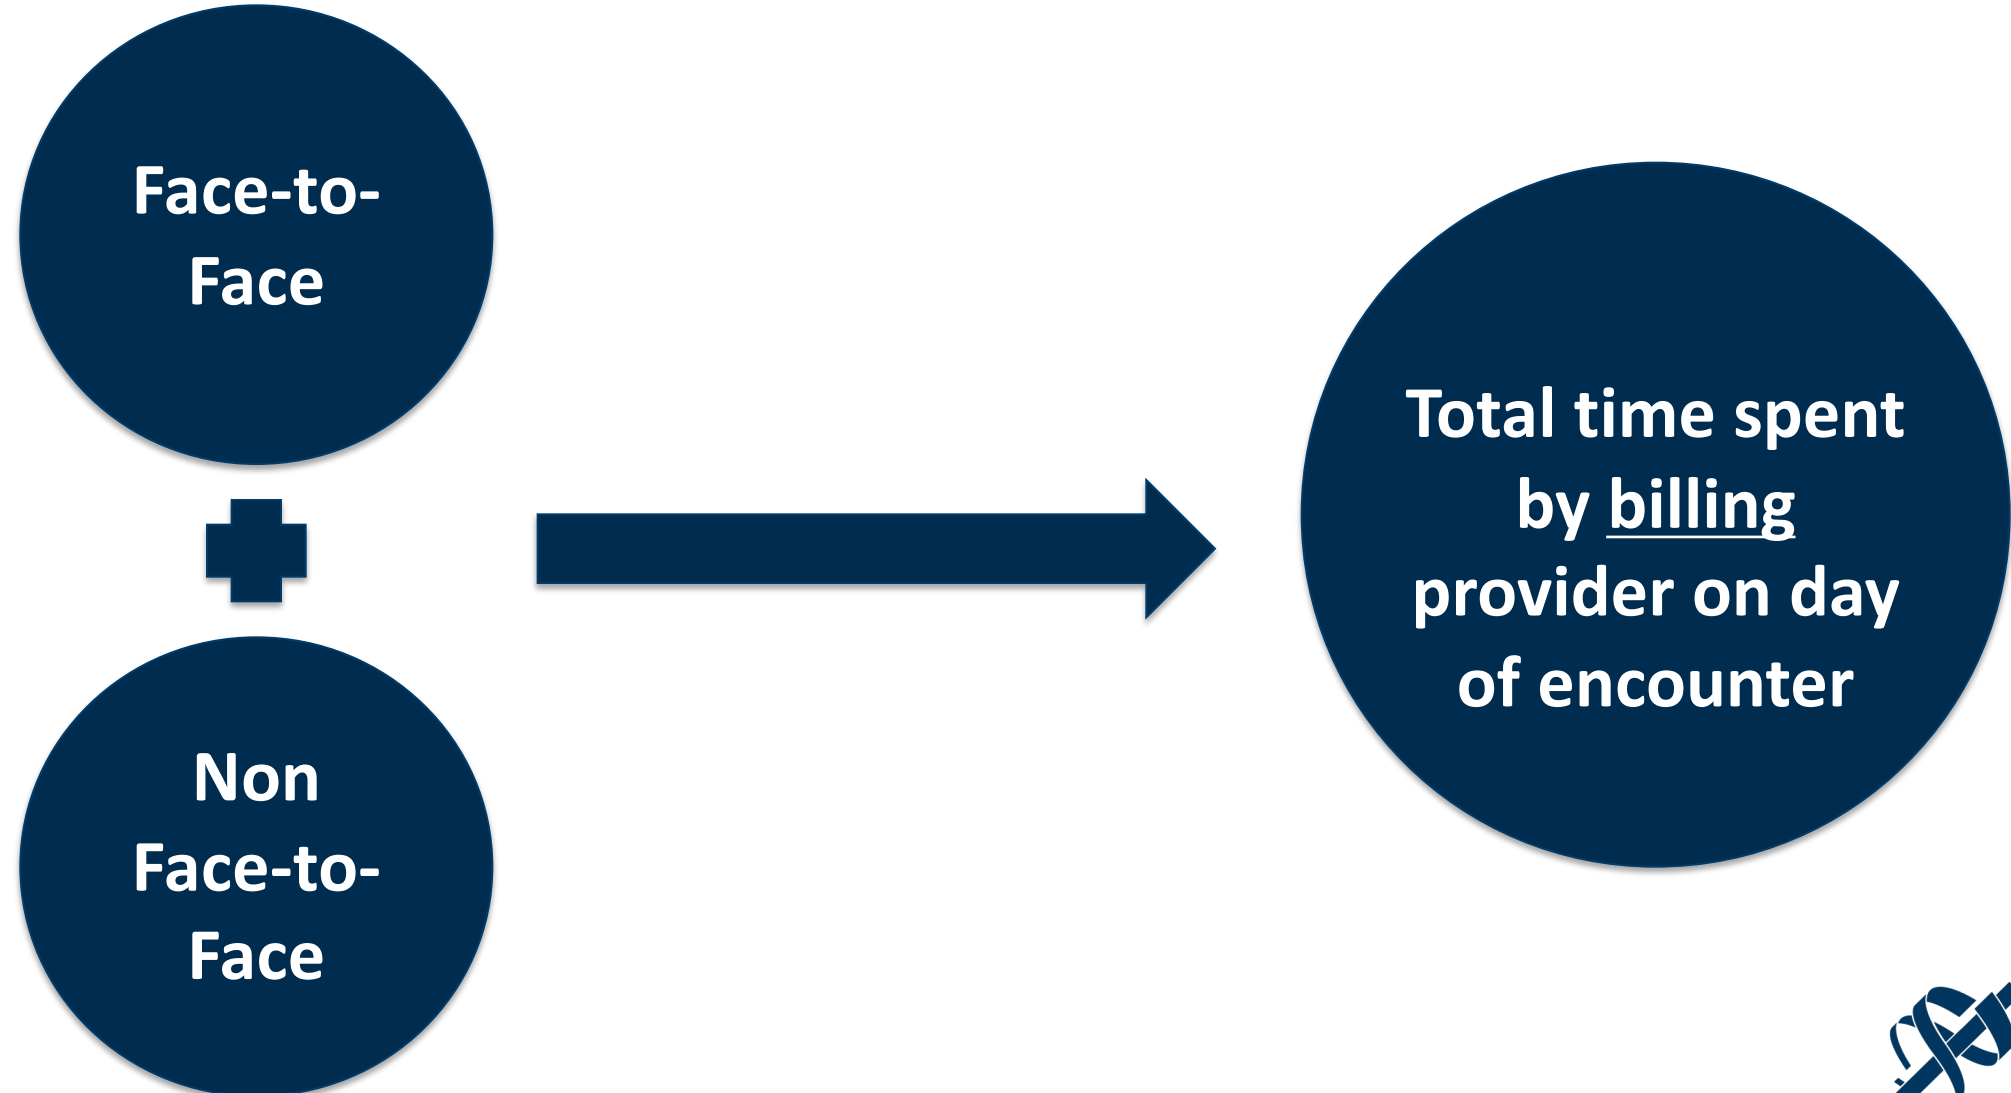 Face-to-
Face
Non
Face-to-
Face
Total time spent
by billing
provider on day
of encounter